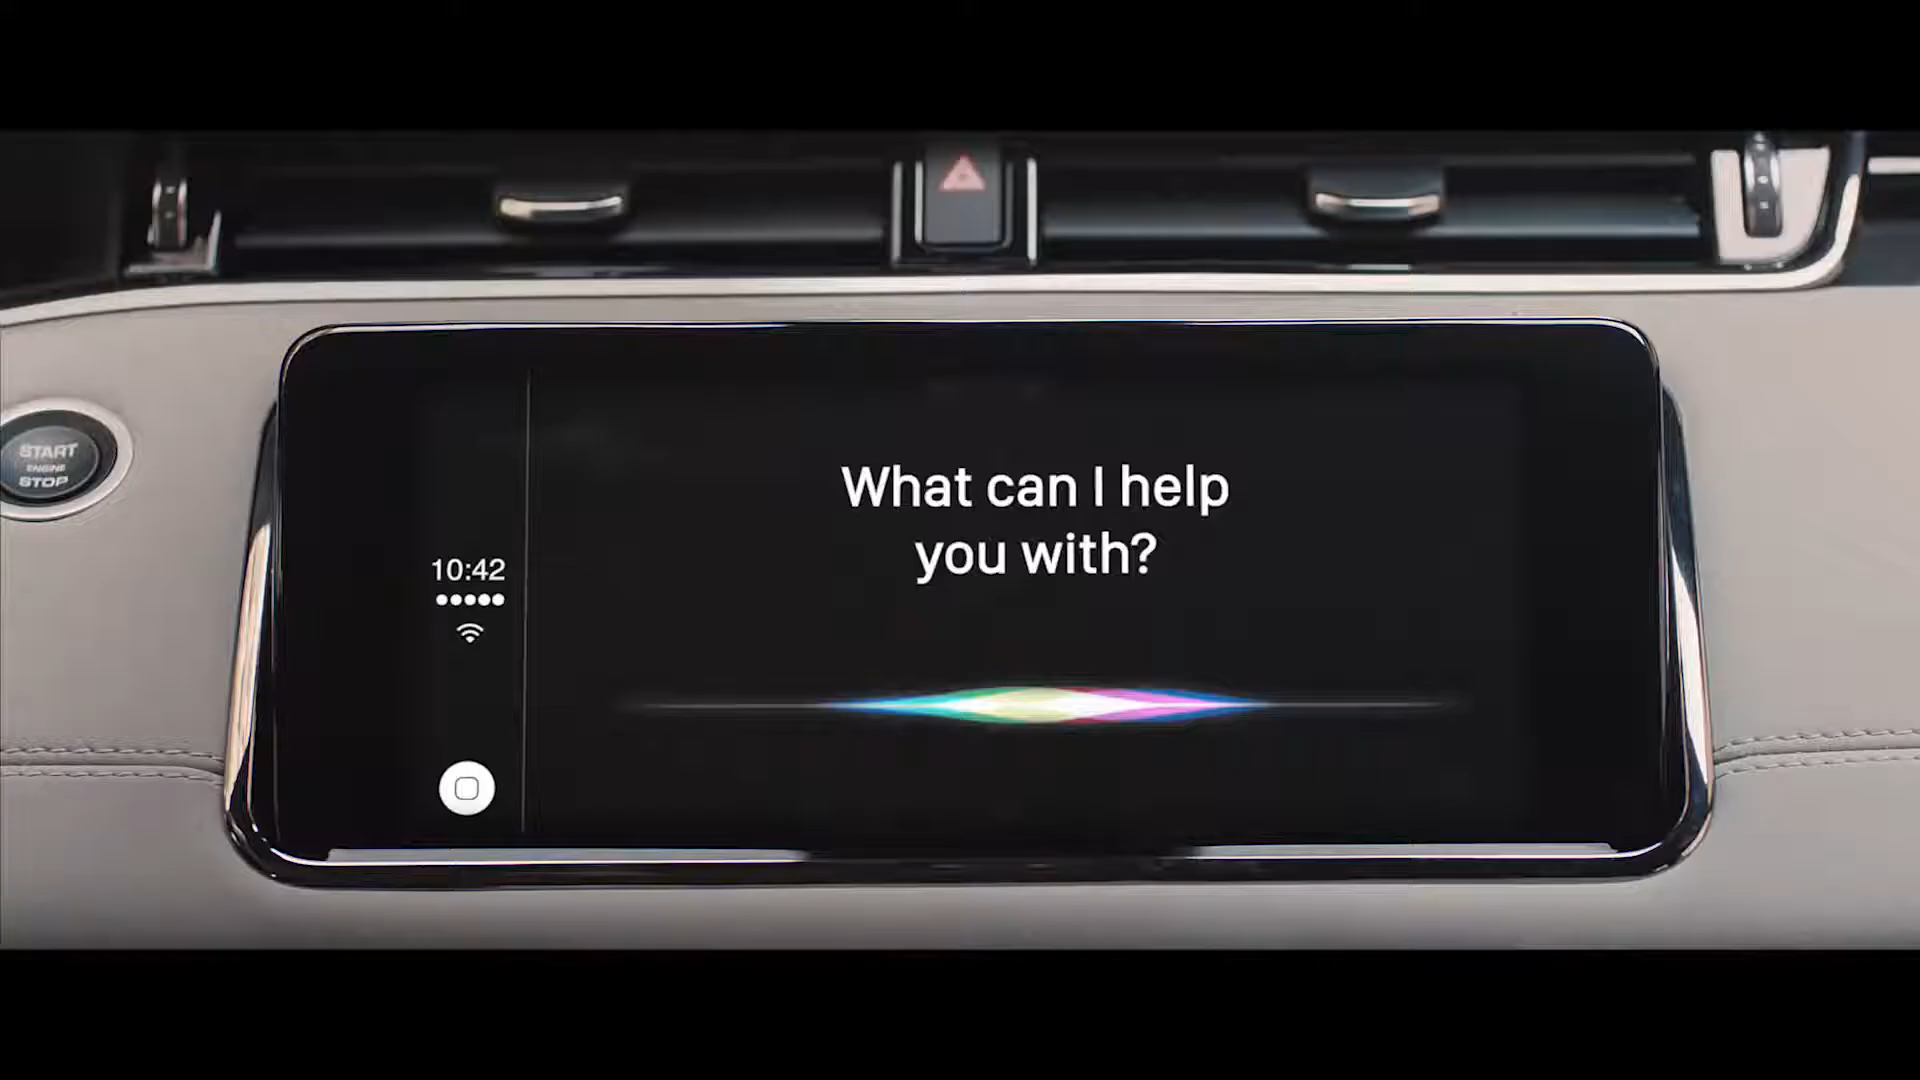 START
ENGINE
STOP
10:42
What can I help
you with?